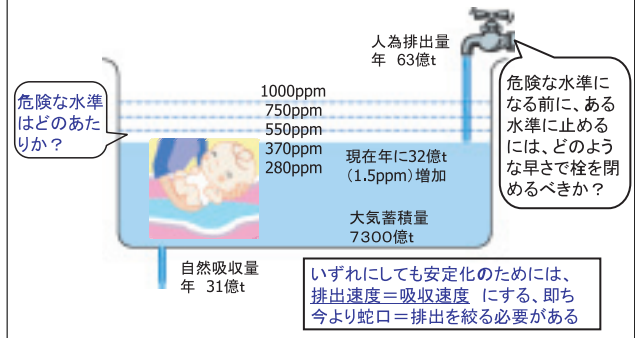 人為排出量
年 63億t
危険な水準
はどのあた
りか？
1000ppm
750ppm
550ppm
370ppm
280ppm
現在年に32億t
（1.5ppm）増加
大気蓄積量
7300億t
危険な水準に
なる前に、ある
水準に止める
には、どのよう
な早さで栓を閉
めるべきか？
自然吸収量
年 31億t
いずれにしても安定化のためには、
排出速度＝吸収速度 にする、即ち
今より蛇口＝排出を絞る必要がある